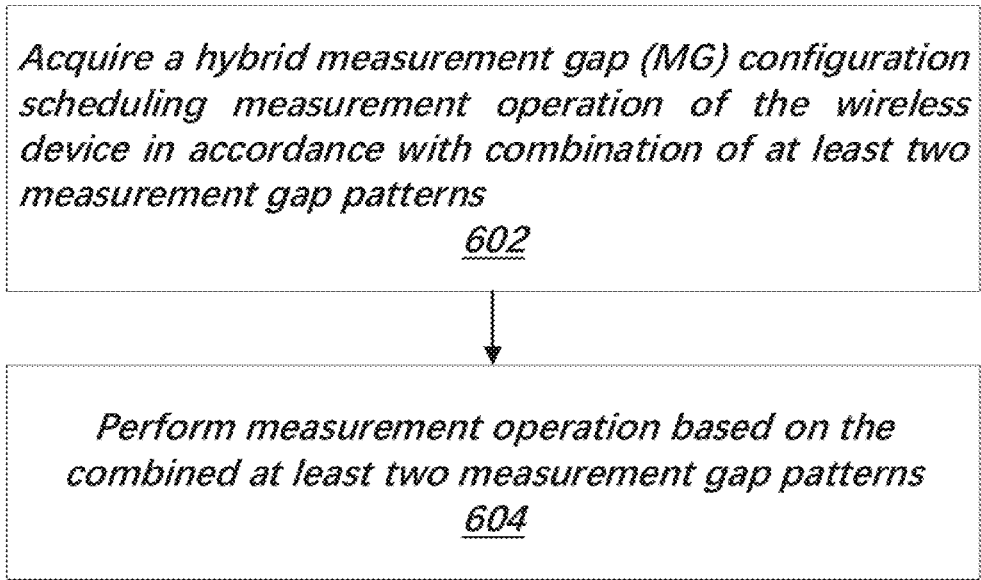 Acquire a hybrid measurement gap (MG) configuration
scheduling measurement operation of the wireless
device in accordance with combination of at least two
measurement gap patterns
602
Perform measurement operation based on the
combined at least two measurement gap patterns
604